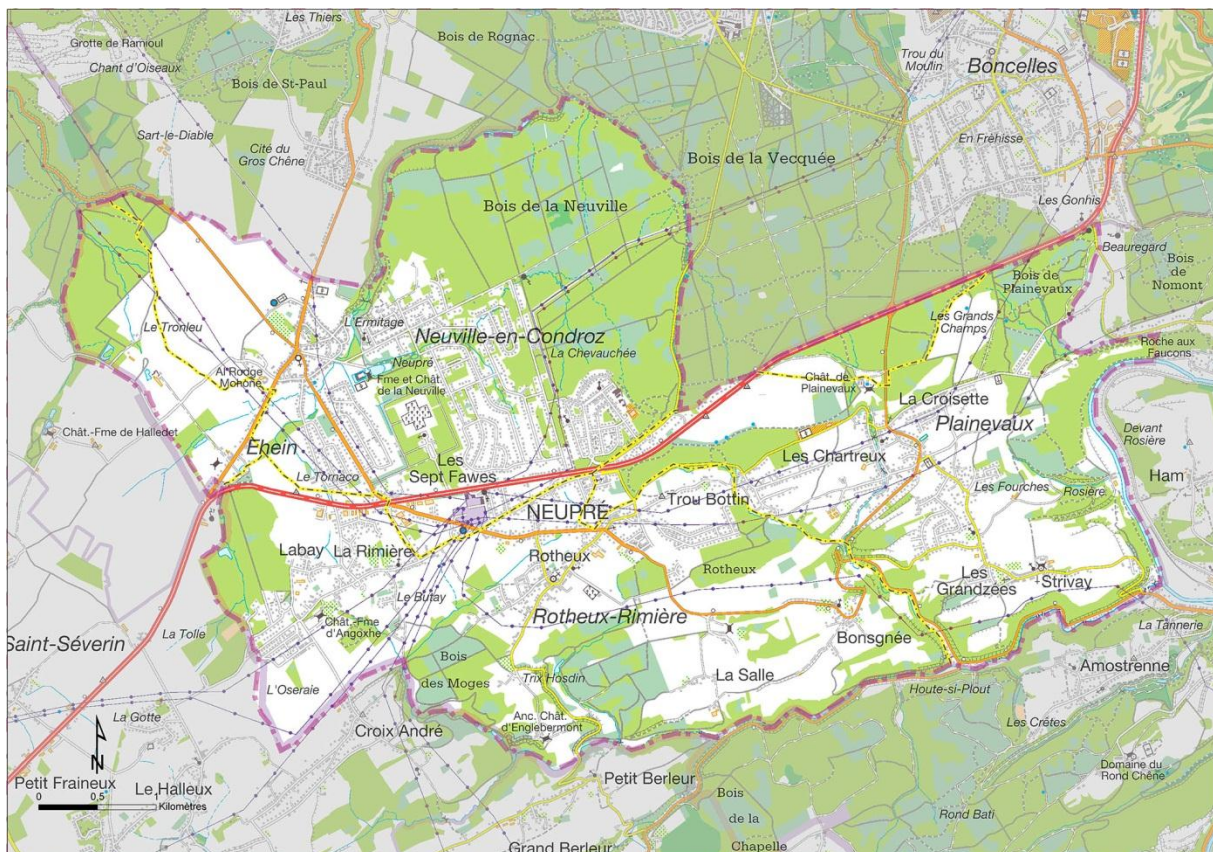 Les Thiers
Grotte de Ramioul
Chant d'Oiseaux
Bois de St-Paul
Bois de Rognac
Trou du
Moulin
Boncelles
Sart-le-Diable
Cité du
Gros Chêne
En Fréhisse
Bois de la Vecquée
Bois de la Neuville
Les Gonhis
Beauregard
Bois
de
Nomont
Bois de
Plainevaux
Le Tronleu
L'Ermitage
Neuville-en-Condroz
Les Grands
Champs
La Chevauchée
Roche aux
Faucons
Neupré
Al Rodge
Mohone
Fme et Chât.
de la Neuville
Chât. de
Plainevaux
La Croisette
Plainevaux
Chât.-Fme de Halledet
Ehein
Devant
Rosière
Les Chartreux
Le Tornaco
Les
Sept Fawes
Ham
Les Fourches
Rosière
Trou Bottin
NEUPRÉ
Labay
La Rimière
Rotheux
Rotheux
Les
Grandzées
Strivay
Le Butay
Rotheux-Rimière
Chât.-Fme
d'Angoxhe
La Tolle
Saint-Séverin
Bonsgnée
La Tannerie
Bois
des Moges
Amostrenne
La Salle
Trix Hosdin
L'Oseraie
Houte-si-Plout
La Gotte
Anc. Chât.
d'Englebermont
Les Crêtes
Croix André
Domaine du
Rond Chêne
N
Petit Fraineux
Le Halleux
Petit Berleur
0 0,5 1
Kilomètres
Bois
de la
Chapelle
Rond Bati
Grand Berleur